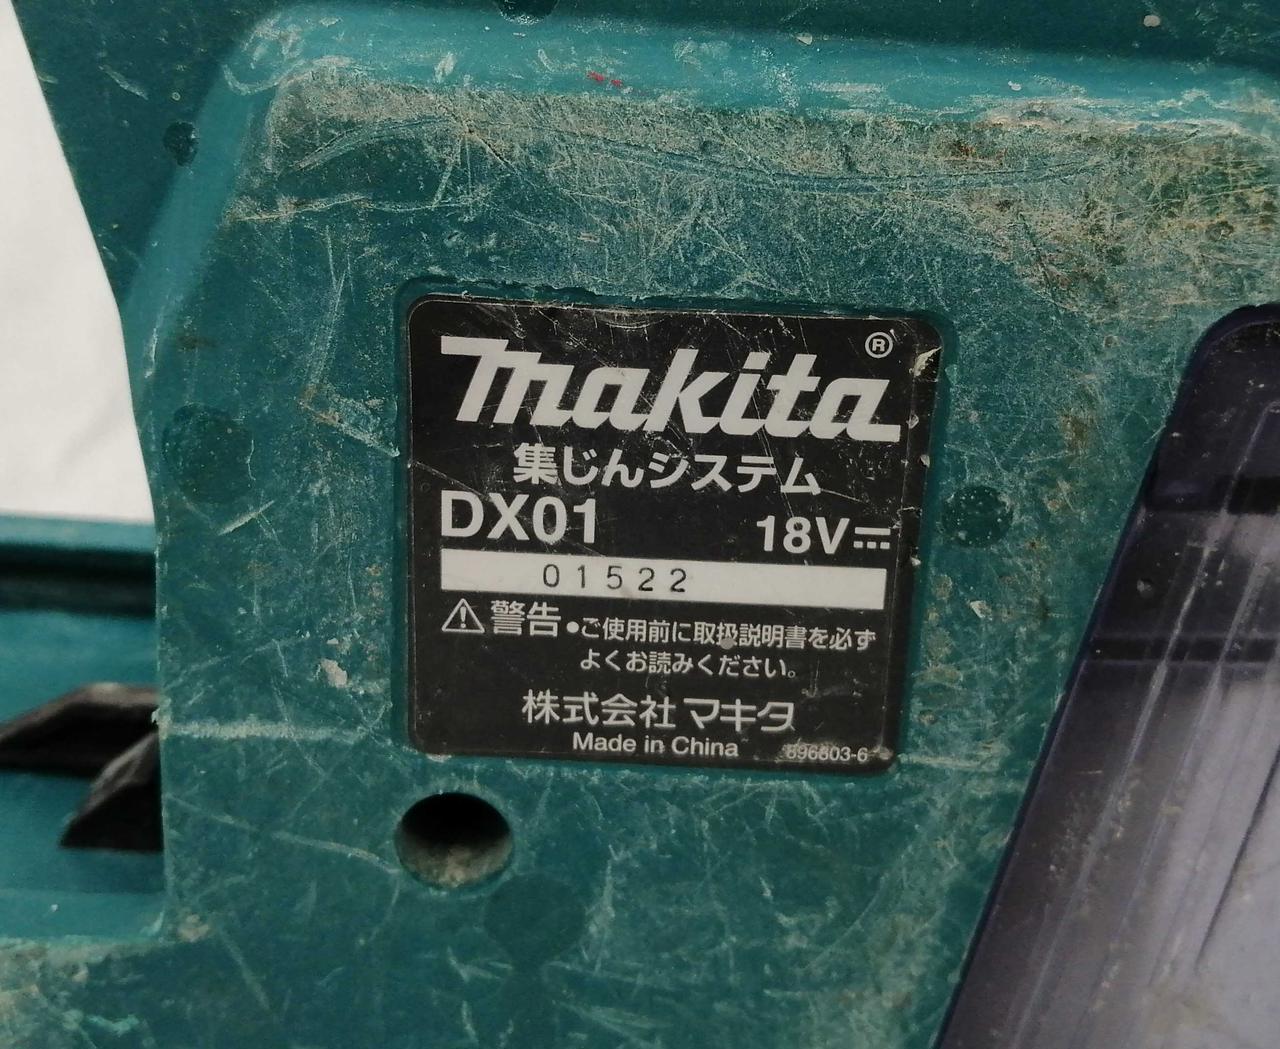 makita®
集じんシステム
DX01 18V⎓
01522
⚠警告•ご使用前に取扱説明書を必ず
よくお読みください。
株式会社マキタ
Made in China 896603-6